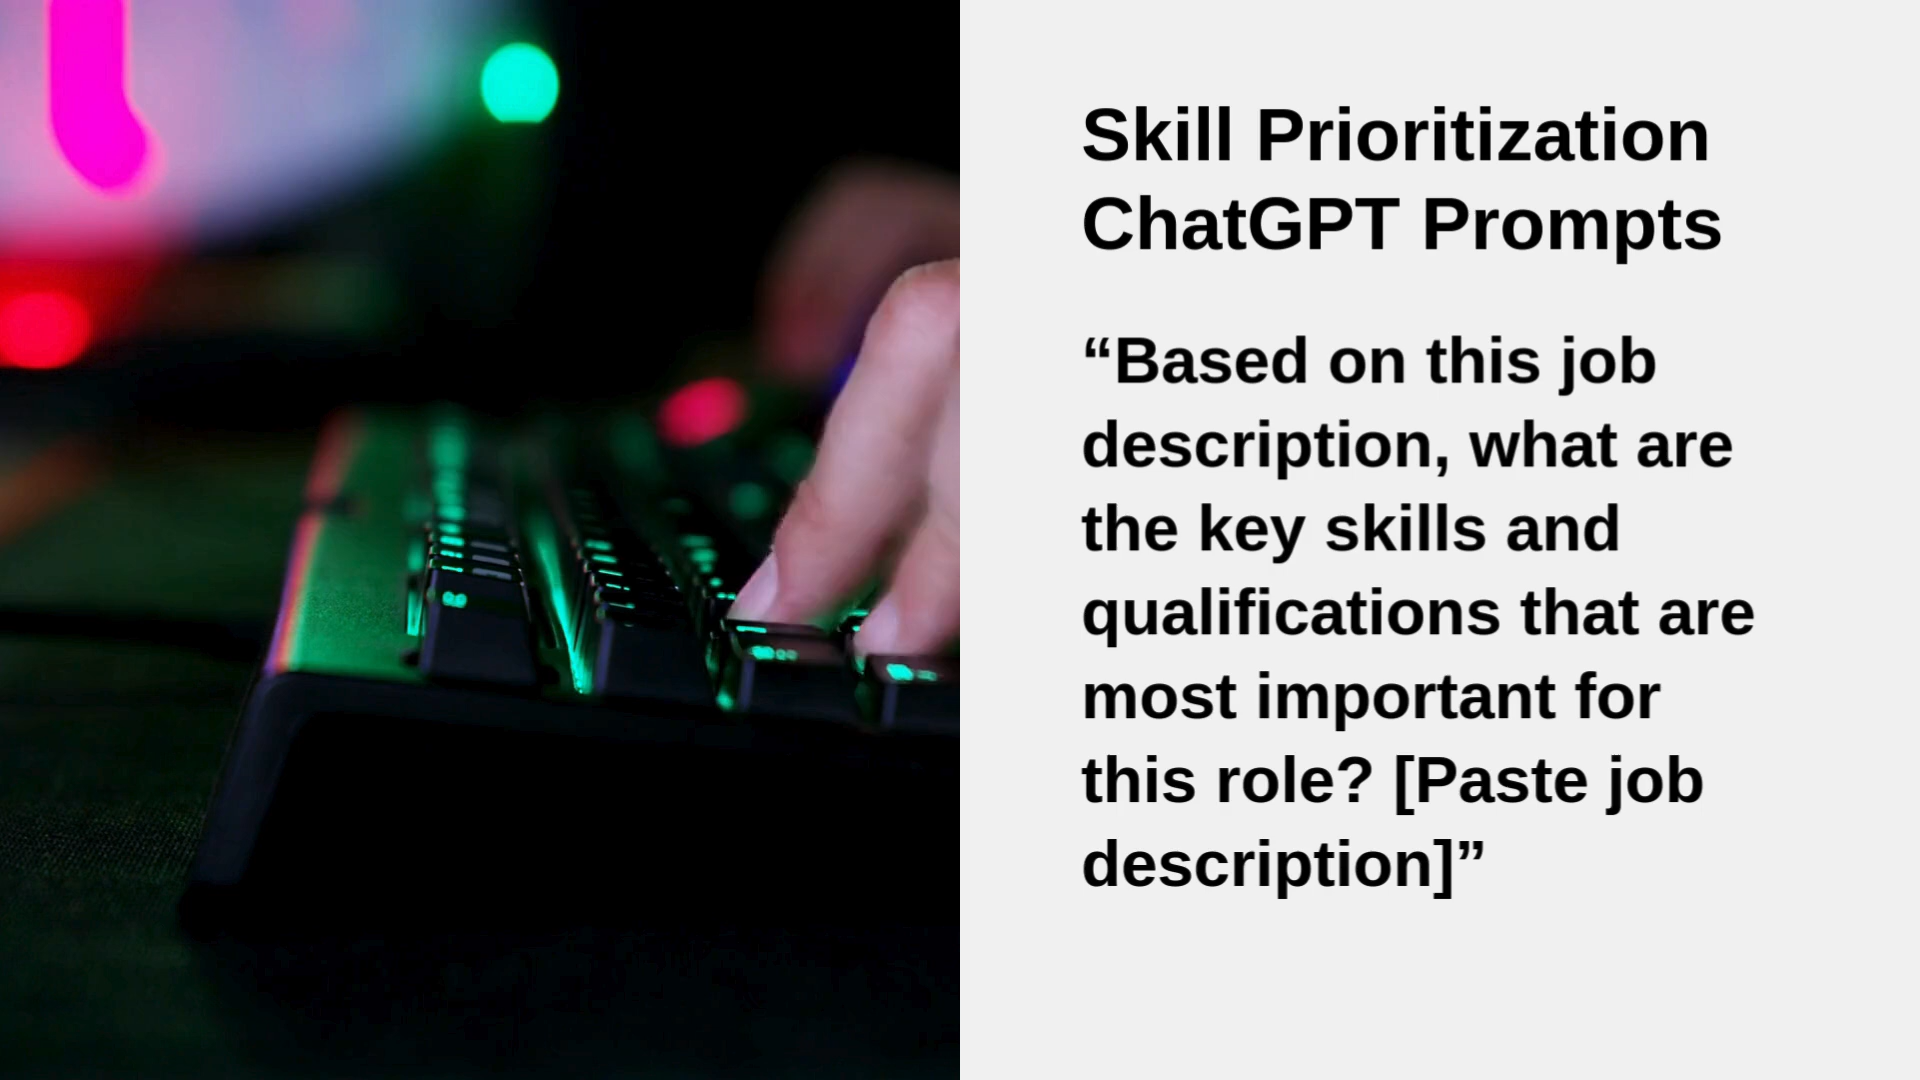 Skill Prioritization
ChatGPT Prompts
“Based on this job
description, what are
the key skills and
qualifications that are
most important for
this role? [Paste job
description]”